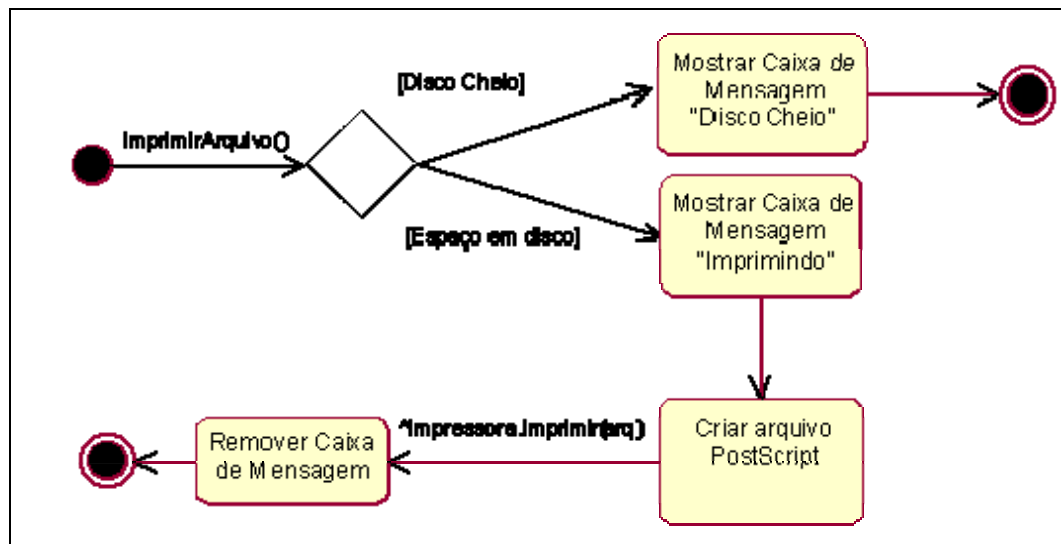 [Disco Cheio]
Mostrar Caixa de
Mensagem
"Disco Cheio"
ImprimirArquivo()
[Espaço em disco]
Mostrar Caixa de
Mensagem
"Imprimindo"
^Impressora.Imprimir(arq)
Remover Caixa
de Mensagem
Criar arquivo
PostScript